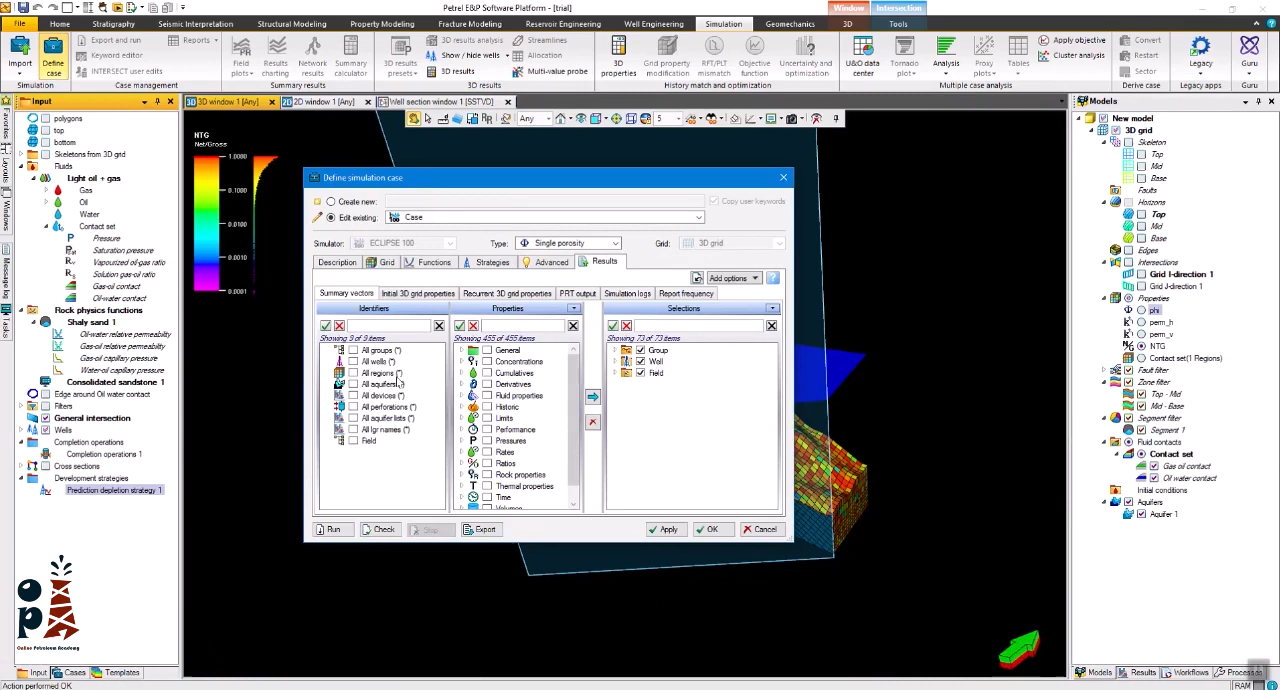 Petrel E&P Software Platform - [trial]
Window
Intersection
File
Home
Stratigraphy
Seismic Interpretation
Structural Modeling
Property Modeling
Fracture Modeling
Reservoir Engineering
Well Engineering
Simulation
Geomechanics
3D
Tools
Import
Define case
Export and run
Keyword editor
INTERSECT user edits
Reports
Field plots
Results charting
Network results
Summary calculator
3D results presets
3D results analysis
Show / hide wells
3D results
Streamlines
Allocation
Multi-value probe
3D properties
Grid property modification
RPT/PLT mismatch
Objective function
Uncertainty and optimization
U&O data center
Tornado plot
Analysis
Proxy plots
Tables
Apply objective
Cluster analysis
Convert
Restart
Sector
Legacy
Guru
Simulation
Case management
Summary results
3D results
History match and optimization
Multiple case analysis
Derive case
Legacy apps
Guru
Input
3D window 1 [Any]
2D window 1 [Any]
Well section window 1 [SSTVD]
Models
Any
5
Favorites
Layouts
Windows
Message log
Tasks
polygons
top
bottom
Skeletons from 3D grid
Fluids
Light oil + gas
Gas
Oil
Water
Contact set
Pressure
Saturation pressure
Vapourized oil-gas ratio
Solution gas-oil ratio
Gas-oil contact
Oil-water contact
Rock physics functions
Shaly sand 1
Oil-water relative permeability
Gas-oil relative permeability
Gas-oil capillary pressure
Water-oil capillary pressure
Consolidated sandstone 1
Edge around Oil water contact
Filters
General intersection
Wells
Completion operations
Completion operations 1
Cross sections
Development strategies
Prediction depletion strategy 1
OPA
Online Petroleum Academy
Input
Cases
Templates
Action performed OK
NTG
Net/Gross
1.0000
0.1000
0.0100
0.0010
0.0001
Define simulation case
Create new:
Copy user keywords
Edit existing:
Case
Simulator:
ECLIPSE 100
Type:
Single porosity
Grid:
3D grid
Description
Grid
Functions
Strategies
Advanced
Results
Add options
Summary vectors
Initial 3D grid properties
Recurrent 3D grid properties
PRT output
Simulation logs
Report frequency
Identifiers
Properties
Selections
Showing 9 of 9 items
Showing 455 of 455 items
Showing 73 of 73 items
All groups (*)
All wells (*)
All regions (*)
All aquifers
All devices (*)
All perforations (*)
All aquifer lists (*)
All lgr names (*)
Field
General
Concentrations
Cumulatives
Derivatives
Fluid properties
Historic
Limits
Performance
Pressures
Rates
Ratios
Rock properties
Thermal properties
Time
Group
Well
Field
Run
Check
Stop
Export
Apply
OK
Cancel
New model
3D grid
Skeleton
Top
Mid
Base
Faults
Horizons
Top
Mid
Base
Edges
Intersections
Grid I-direction 1
Grid J-direction 1
Properties
phi
perm_h
perm_v
NTG
Contact set(1 Regions)
Fault filter
Zone filter
Top - Mid
Mid - Base
Segment filter
Segment 1
Fluid contacts
Contact set
Gas oil contact
Oil water contact
Initial conditions
Aquifers
Aquifer 1
Models
Results
Workflows
RAM